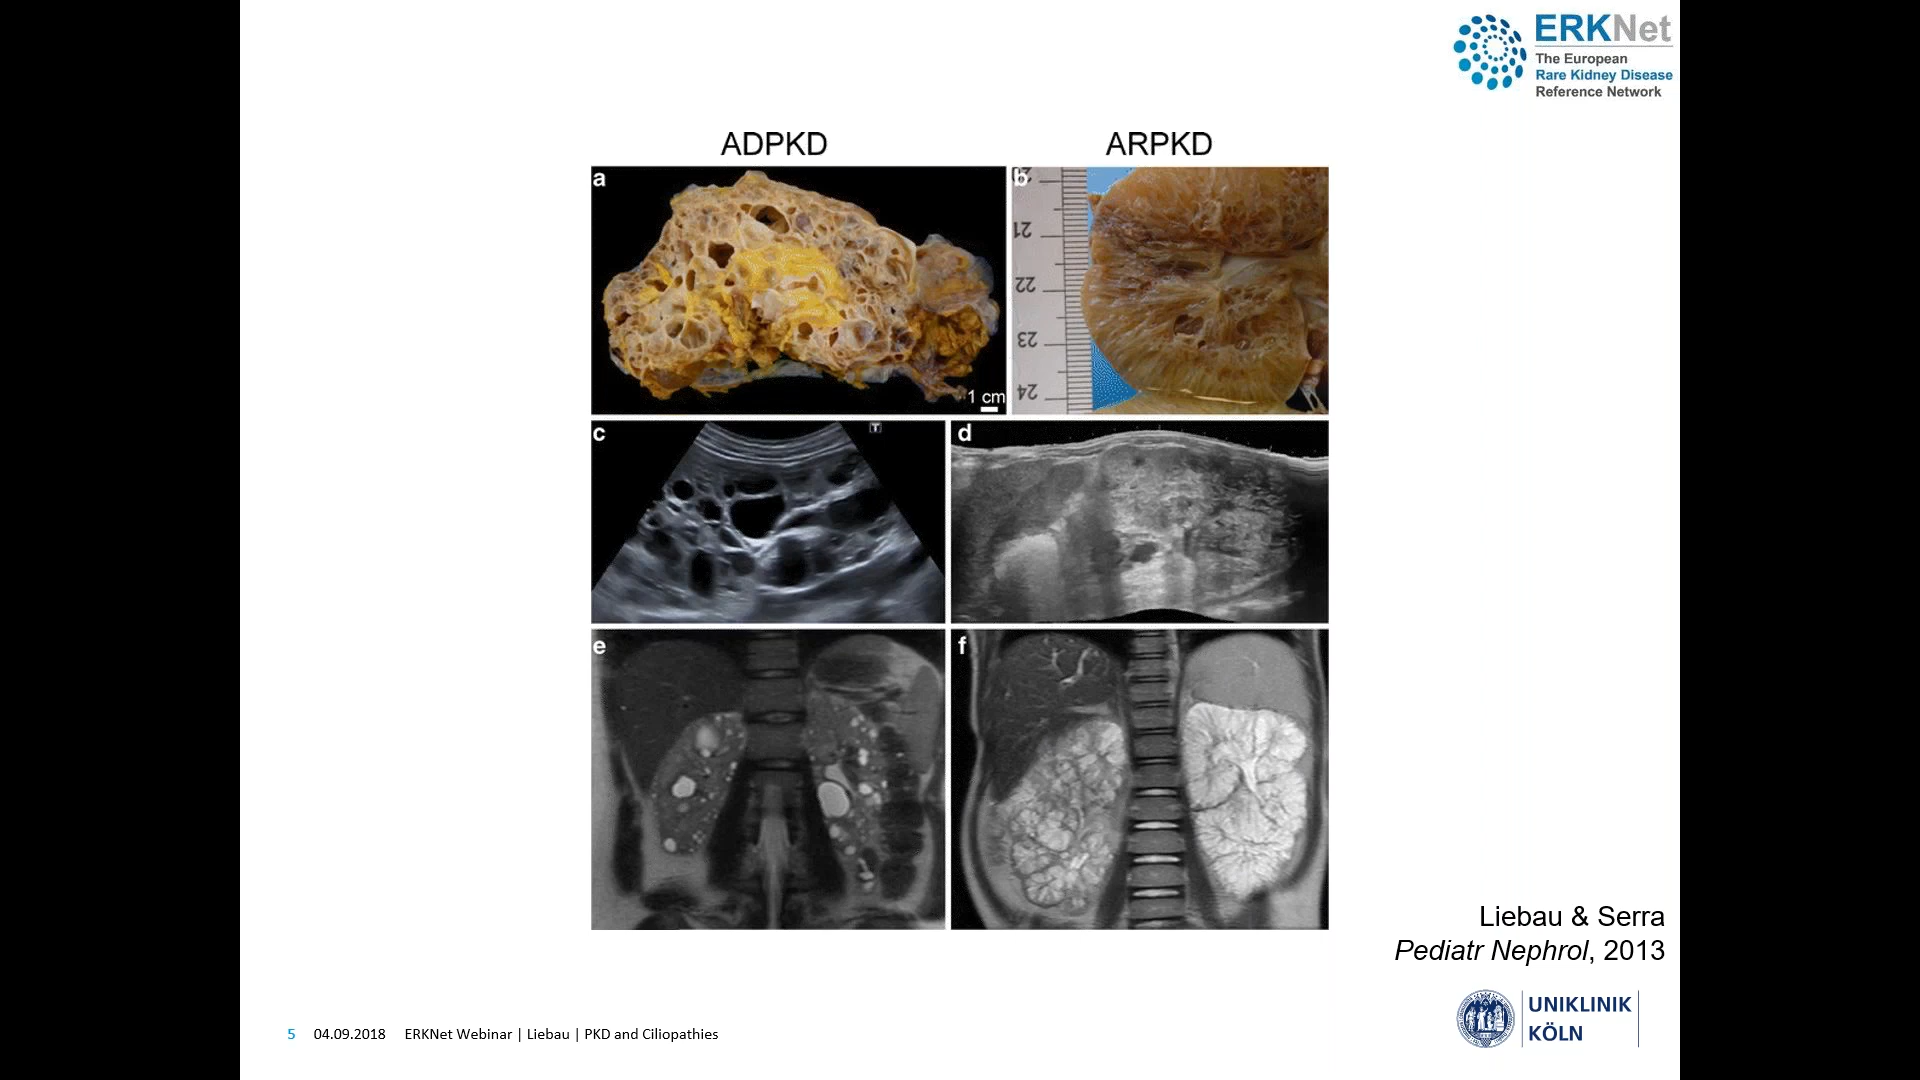 ERKNet
The European
Rare Kidney Disease
Reference Network
ADPKD
ARPKD
a
b
21
22
23
24
1 cm
c
T
d
e
f
Liebau & Serra
Pediatr Nephrol, 2013
UNIKLINIK
KÖLN
5 04.09.2018 ERKNet Webinar | Liebau | PKD and Ciliopathies